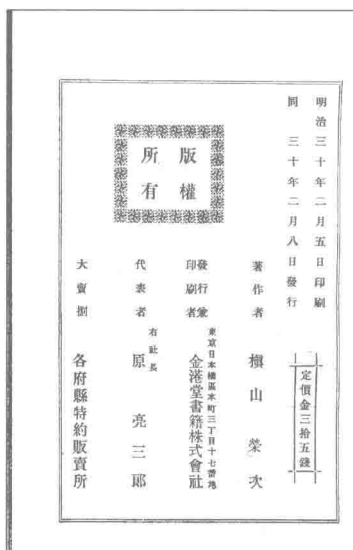 明治三十年二月五日印刷
同 三十年二月八日發行
定價金三拾五錢
版權所有
著作者 槇山榮次
發行兼印刷者
東京日本橋區本町三丁目十七番地
金港堂書籍株式會社
代表者 右社長 原亮三郎
大賣捌 各府縣特約販賣所